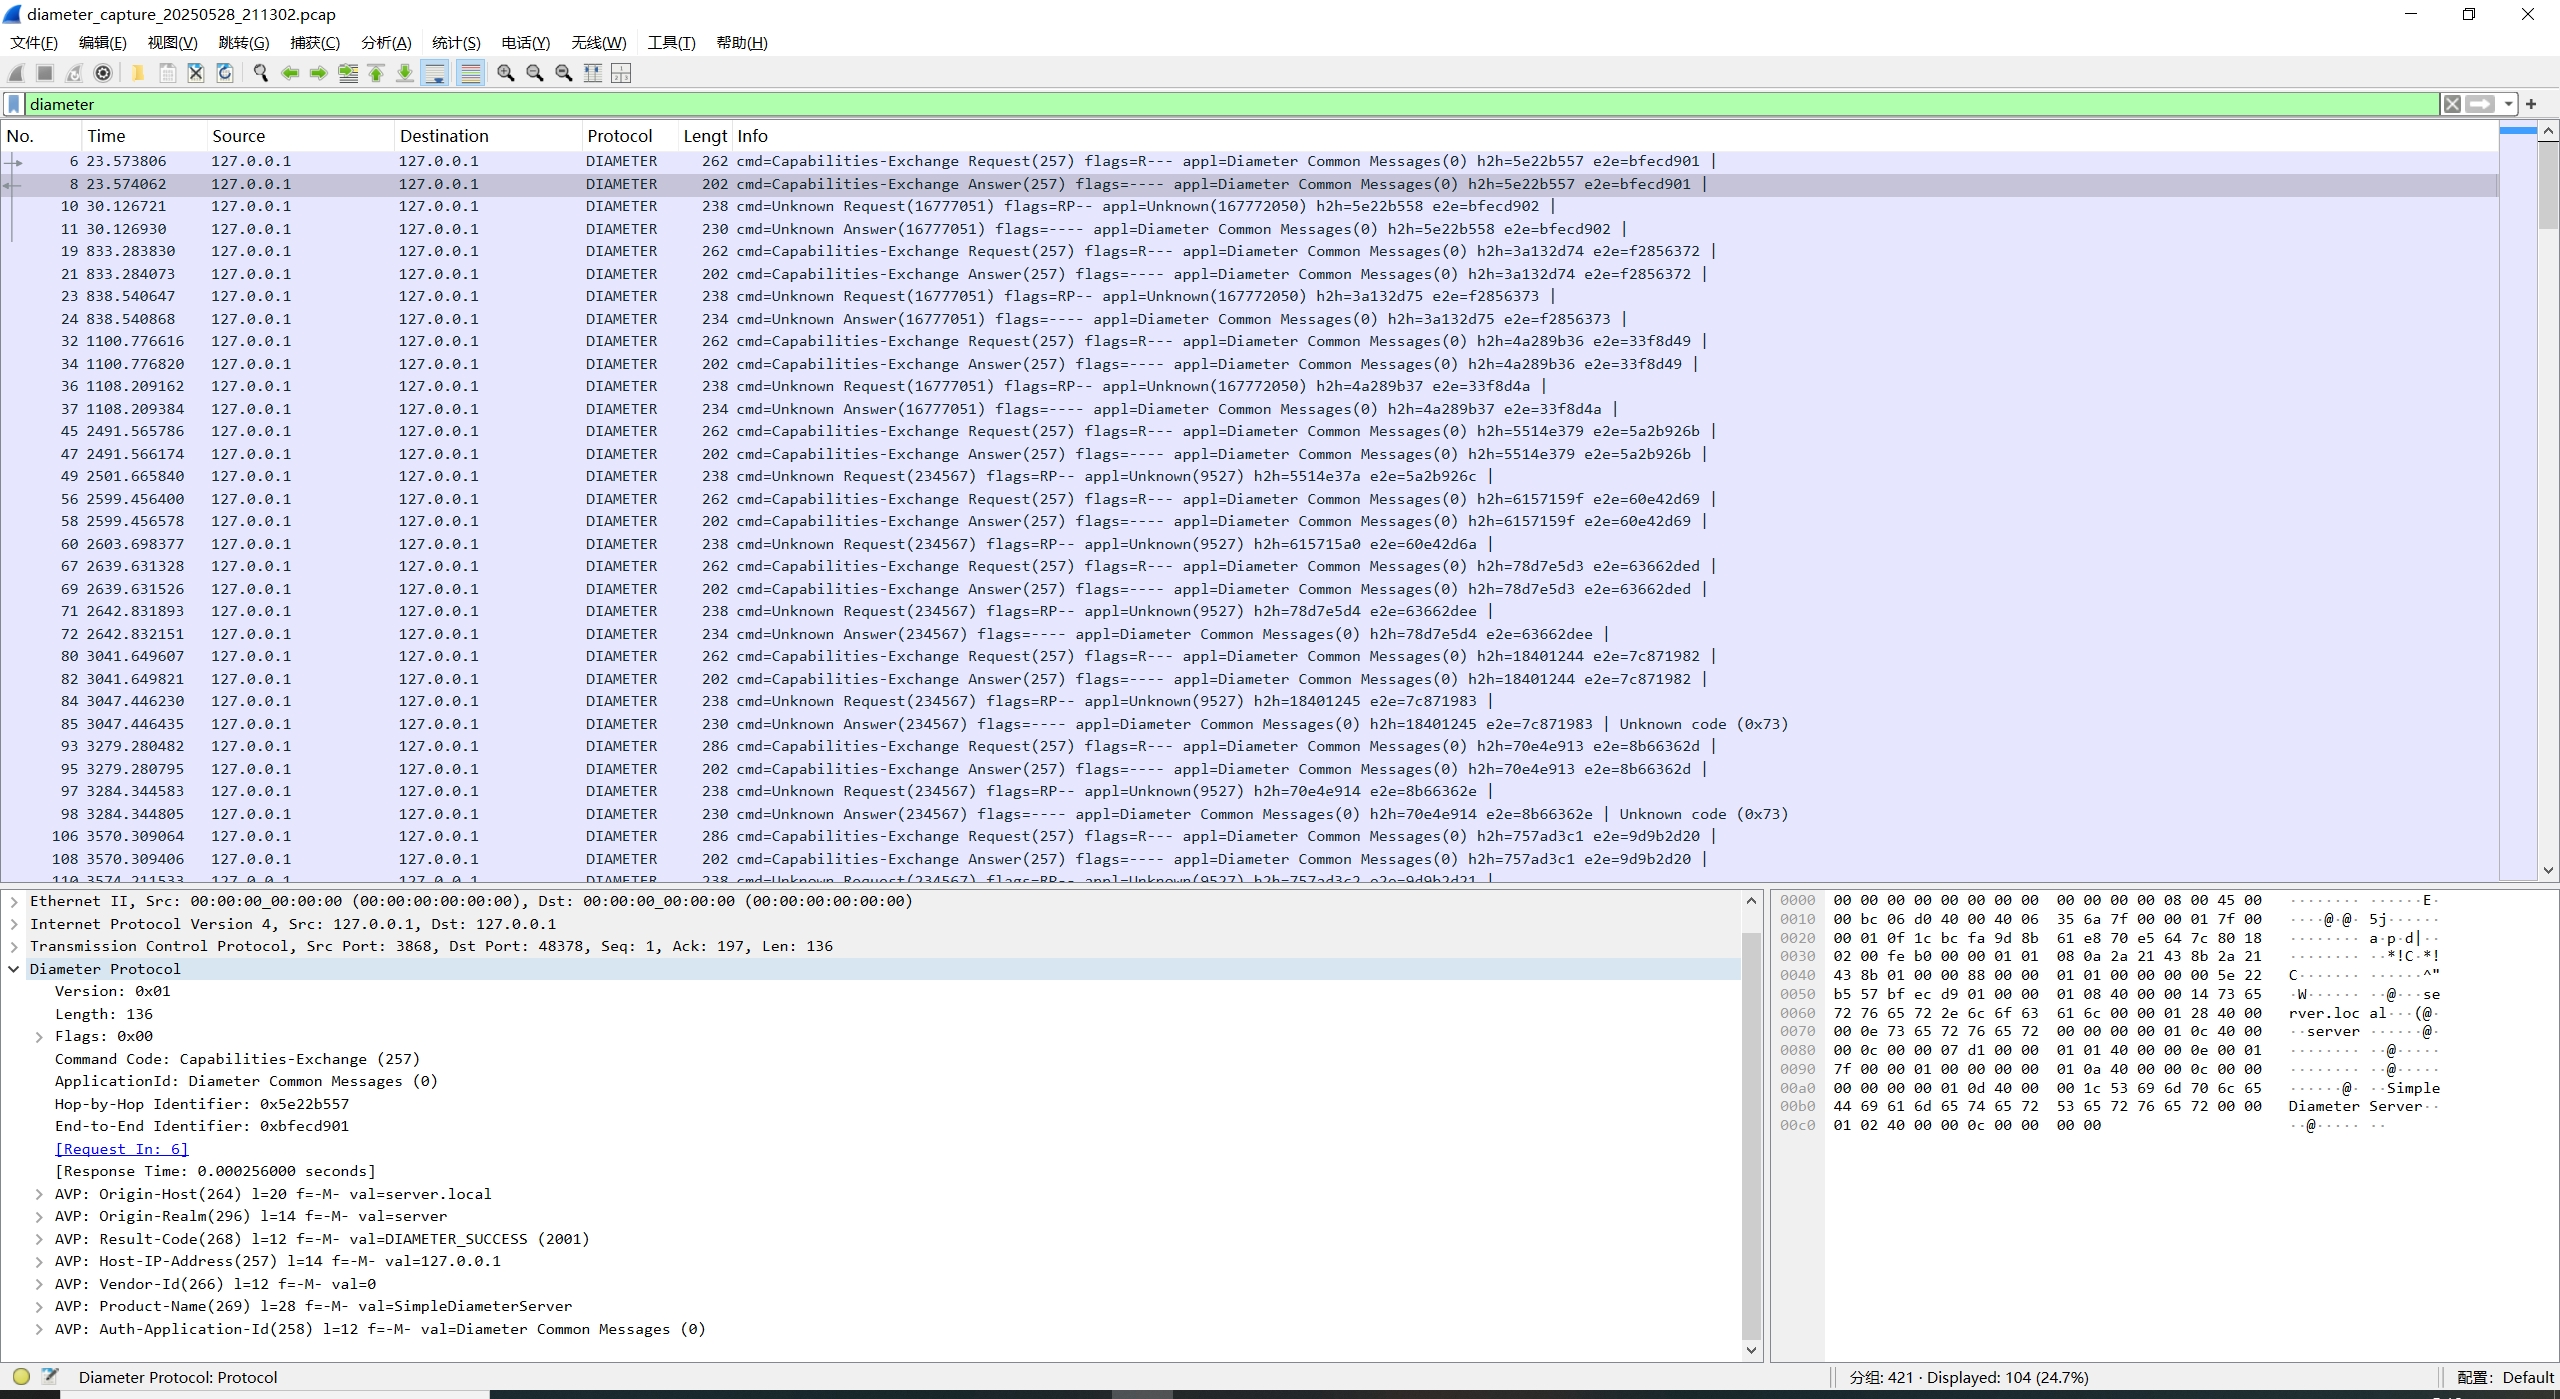 diameter_capture_20250528_211302.pcap
文件(F) 编辑(E) 视图(V) 跳转(G) 捕获(C) 分析(A) 统计(S) 电话(Y) 无线(W) 工具(T) 帮助(H)
diameter
No. Time Source Destination Protocol Lengt Info
6 23.573806 127.0.0.1 127.0.0.1 DIAMETER 262 cmd=Capabilities-Exchange Request(257) flags=R--- appl=Diameter Common Messages(0) h2h=5e22b557 e2e=bfecd901 |
8 23.574062 127.0.0.1 127.0.0.1 DIAMETER 202 cmd=Capabilities-Exchange Answer(257) flags=---- appl=Diameter Common Messages(0) h2h=5e22b557 e2e=bfecd901 |
10 30.126721 127.0.0.1 127.0.0.1 DIAMETER 238 cmd=Unknown Request(16777051) flags=RP-- appl=Unknown(167772050) h2h=5e22b558 e2e=bfecd902 |
11 30.126930 127.0.0.1 127.0.0.1 DIAMETER 230 cmd=Unknown Answer(16777051) flags=---- appl=Diameter Common Messages(0) h2h=5e22b558 e2e=bfecd902 |
19 833.283830 127.0.0.1 127.0.0.1 DIAMETER 262 cmd=Capabilities-Exchange Request(257) flags=R--- appl=Diameter Common Messages(0) h2h=3a132d74 e2e=f2856372 |
21 833.284073 127.0.0.1 127.0.0.1 DIAMETER 202 cmd=Capabilities-Exchange Answer(257) flags=---- appl=Diameter Common Messages(0) h2h=3a132d74 e2e=f2856372 |
23 838.540647 127.0.0.1 127.0.0.1 DIAMETER 238 cmd=Unknown Request(16777051) flags=RP-- appl=Unknown(167772050) h2h=3a132d75 e2e=f2856373 |
24 838.540868 127.0.0.1 127.0.0.1 DIAMETER 234 cmd=Unknown Answer(16777051) flags=---- appl=Diameter Common Messages(0) h2h=3a132d75 e2e=f2856373 |
32 1100.776616 127.0.0.1 127.0.0.1 DIAMETER 262 cmd=Capabilities-Exchange Request(257) flags=R--- appl=Diameter Common Messages(0) h2h=4a289b36 e2e=33f8d49 |
34 1100.776820 127.0.0.1 127.0.0.1 DIAMETER 202 cmd=Capabilities-Exchange Answer(257) flags=---- appl=Diameter Common Messages(0) h2h=4a289b36 e2e=33f8d49 |
36 1108.209162 127.0.0.1 127.0.0.1 DIAMETER 238 cmd=Unknown Request(16777051) flags=RP-- appl=Unknown(167772050) h2h=4a289b37 e2e=33f8d4a |
37 1108.209384 127.0.0.1 127.0.0.1 DIAMETER 234 cmd=Unknown Answer(16777051) flags=---- appl=Diameter Common Messages(0) h2h=4a289b37 e2e=33f8d4a |
45 2491.565786 127.0.0.1 127.0.0.1 DIAMETER 262 cmd=Capabilities-Exchange Request(257) flags=R--- appl=Diameter Common Messages(0) h2h=5514e379 e2e=5a2b926b |
47 2491.566174 127.0.0.1 127.0.0.1 DIAMETER 202 cmd=Capabilities-Exchange Answer(257) flags=---- appl=Diameter Common Messages(0) h2h=5514e379 e2e=5a2b926b |
49 2501.665840 127.0.0.1 127.0.0.1 DIAMETER 238 cmd=Unknown Request(234567) flags=RP-- appl=Unknown(9527) h2h=5514e37a e2e=5a2b926c |
56 2599.456400 127.0.0.1 127.0.0.1 DIAMETER 262 cmd=Capabilities-Exchange Request(257) flags=R--- appl=Diameter Common Messages(0) h2h=6157159f e2e=60e42d69 |
58 2599.456578 127.0.0.1 127.0.0.1 DIAMETER 202 cmd=Capabilities-Exchange Answer(257) flags=---- appl=Diameter Common Messages(0) h2h=6157159f e2e=60e42d69 |
60 2603.698377 127.0.0.1 127.0.0.1 DIAMETER 238 cmd=Unknown Request(234567) flags=RP-- appl=Unknown(9527) h2h=615715a0 e2e=60e42d6a |
67 2639.631328 127.0.0.1 127.0.0.1 DIAMETER 262 cmd=Capabilities-Exchange Request(257) flags=R--- appl=Diameter Common Messages(0) h2h=78d7e5d3 e2e=63662ded |
69 2639.631526 127.0.0.1 127.0.0.1 DIAMETER 202 cmd=Capabilities-Exchange Answer(257) flags=---- appl=Diameter Common Messages(0) h2h=78d7e5d3 e2e=63662ded |
71 2642.831893 127.0.0.1 127.0.0.1 DIAMETER 238 cmd=Unknown Request(234567) flags=RP-- appl=Unknown(9527) h2h=78d7e5d4 e2e=63662dee |
72 2642.832151 127.0.0.1 127.0.0.1 DIAMETER 234 cmd=Unknown Answer(234567) flags=---- appl=Diameter Common Messages(0) h2h=78d7e5d4 e2e=63662dee |
80 3041.649607 127.0.0.1 127.0.0.1 DIAMETER 262 cmd=Capabilities-Exchange Request(257) flags=R--- appl=Diameter Common Messages(0) h2h=18401244 e2e=7c871982 |
82 3041.649821 127.0.0.1 127.0.0.1 DIAMETER 202 cmd=Capabilities-Exchange Answer(257) flags=---- appl=Diameter Common Messages(0) h2h=18401244 e2e=7c871982 |
84 3047.446230 127.0.0.1 127.0.0.1 DIAMETER 238 cmd=Unknown Request(234567) flags=RP-- appl=Unknown(9527) h2h=18401245 e2e=7c871983 |
85 3047.446435 127.0.0.1 127.0.0.1 DIAMETER 230 cmd=Unknown Answer(234567) flags=---- appl=Diameter Common Messages(0) h2h=18401245 e2e=7c871983 | Unknown code (0x73)
93 3279.280482 127.0.0.1 127.0.0.1 DIAMETER 286 cmd=Capabilities-Exchange Request(257) flags=R--- appl=Diameter Common Messages(0) h2h=70e4e913 e2e=8b66362d |
95 3279.280795 127.0.0.1 127.0.0.1 DIAMETER 202 cmd=Capabilities-Exchange Answer(257) flags=---- appl=Diameter Common Messages(0) h2h=70e4e913 e2e=8b66362d |
97 3284.344583 127.0.0.1 127.0.0.1 DIAMETER 238 cmd=Unknown Request(234567) flags=RP-- appl=Unknown(9527) h2h=70e4e914 e2e=8b66362e |
98 3284.344805 127.0.0.1 127.0.0.1 DIAMETER 230 cmd=Unknown Answer(234567) flags=---- appl=Diameter Common Messages(0) h2h=70e4e914 e2e=8b66362e | Unknown code (0x73)
106 3570.309064 127.0.0.1 127.0.0.1 DIAMETER 286 cmd=Capabilities-Exchange Request(257) flags=R--- appl=Diameter Common Messages(0) h2h=757ad3c1 e2e=9d9b2d20 |
108 3570.309406 127.0.0.1 127.0.0.1 DIAMETER 202 cmd=Capabilities-Exchange Answer(257) flags=---- appl=Diameter Common Messages(0) h2h=757ad3c1 e2e=9d9b2d20 |
110 3574.211533 127.0.0.1 127.0.0.1 DIAMETER 238 cmd=Unknown Request(234567) flags=RP-- appl=Unknown(9527) h2h=757ad3c2 e2e=9d9b2d21 |
Ethernet II, Src: 00:00:00_00:00:00 (00:00:00:00:00:00), Dst: 00:00:00_00:00:00 (00:00:00:00:00:00)
Internet Protocol Version 4, Src: 127.0.0.1, Dst: 127.0.0.1
Transmission Control Protocol, Src Port: 3868, Dst Port: 48378, Seq: 1, Ack: 197, Len: 136
Diameter Protocol
Version: 0x01
Length: 136
Flags: 0x00
Command Code: Capabilities-Exchange (257)
ApplicationId: Diameter Common Messages (0)
Hop-by-Hop Identifier: 0x5e22b557
End-to-End Identifier: 0xbfecd901
[Request In: 6]
[Response Time: 0.000256000 seconds]
AVP: Origin-Host(264) l=20 f=-M- val=server.local
AVP: Origin-Realm(296) l=14 f=-M- val=server
AVP: Result-Code(268) l=12 f=-M- val=DIAMETER_SUCCESS (2001)
AVP: Host-IP-Address(257) l=14 f=-M- val=127.0.0.1
AVP: Vendor-Id(266) l=12 f=-M- val=0
AVP: Product-Name(269) l=28 f=-M- val=SimpleDiameterServer
AVP: Auth-Application-Id(258) l=12 f=-M- val=Diameter Common Messages (0)
0000 00 00 00 00 00 00 00 00 00 00 00 00 08 00 45 00 ········ ······E·
0010 00 bc 06 d0 40 00 40 06 35 6a 7f 00 00 01 7f 00 ····@·@· 5j······
0020 00 01 0f 1c bc fa 9d 8b 61 e8 70 e5 64 7c 80 18 ········ a·p·d|··
0030 02 00 fe b0 00 00 01 01 08 0a 2a 21 43 8b 2a 21 ········ ··*!C·*!
0040 43 8b 01 00 00 88 00 00 01 01 00 00 00 00 5e 22 C······· ······^"
0050 b5 57 bf ec d9 01 00 00 01 08 40 00 00 14 73 65 ·W······ ··@···se
0060 72 76 65 72 2e 6c 6f 63 61 6c 00 00 01 28 40 00 rver.loc al···(@·
0070 00 0e 73 65 72 76 65 72 00 00 00 00 01 0c 40 00 ··server ······@·
0080 00 0c 00 00 07 d1 00 00 01 01 40 00 00 0e 00 01 ········ ··@·····
0090 7f 00 00 01 00 00 00 00 01 0a 40 00 00 0c 00 00 ········ ··@·····
00a0 00 00 00 00 01 0d 40 00 00 1c 53 69 6d 70 6c 65 ······@· ··Simple
00b0 44 69 61 6d 65 74 65 72 53 65 72 76 65 72 00 00 Diameter Server··
00c0 01 02 40 00 00 0c 00 00 00 00 ··@····· ··
Diameter Protocol: Protocol
分组: 421 · Displayed: 104 (24.7%)
配置: Default